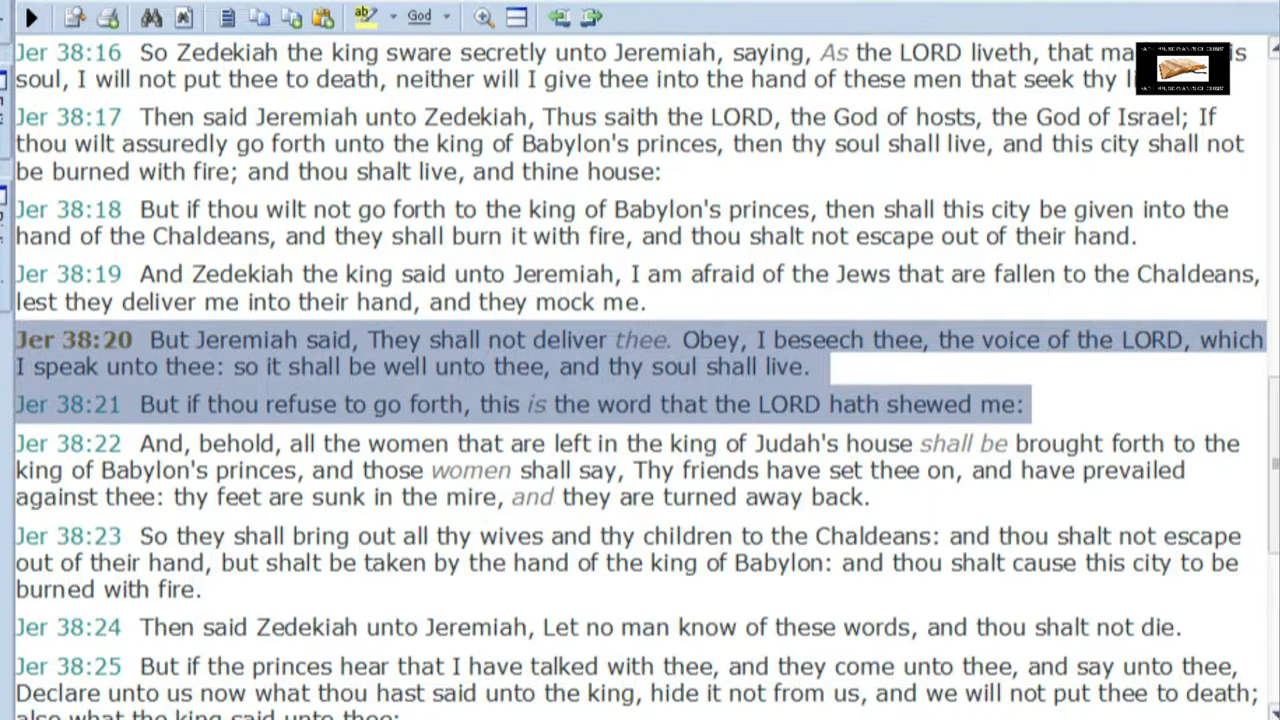 God
Jer 38:16 So Zedekiah the king sware secretly unto Jeremiah, saying, As the LORD liveth, that is
soul, I will not put thee to death, neither will I give thee into the hand of these men that seek thy
Jer 38:17 Then said Jeremiah unto Zedekiah, Thus saith the LORD, the God of hosts, the God of Israel; If
thou wilt assuredly go forth unto the king of Babylon's princes, then thy soul shall live, and this city shall not
be burned with fire; and thou shalt live, and thine house:
Jer 38:18 But if thou wilt not go forth to the king of Babylon's princes, then shall this city be given into the
hand of the Chaldeans, and they shall burn it with fire, and thou shalt not escape out of their hand.
Jer 38:19 And Zedekiah the king said unto Jeremiah, I am afraid of the Jews that are fallen to the Chaldeans,
lest they deliver me into their hand, and they mock me.
Jer 38:20 But Jeremiah said, They shall not deliver thee. Obey, I beseech thee, the voice of the LORD, which
I speak unto thee: so it shall be well unto thee, and thy soul shall live.
Jer 38:21 But if thou refuse to go forth, this is the word that the LORD hath shewed me:
Jer 38:22 And, behold, all the women that are left in the king of Judah's house shall be brought forth to the
king of Babylon's princes, and those women shall say, Thy friends have set thee on, and have prevailed
against thee: thy feet are sunk in the mire, and they are turned away back.
Jer 38:23 So they shall bring out all thy wives and thy children to the Chaldeans: and thou shalt not escape
out of their hand, but shalt be taken by the hand of the king of Babylon: and thou shalt cause this city to be
burned with fire.
Jer 38:24 Then said Zedekiah unto Jeremiah, Let no man know of these words, and thou shalt not die.
Jer 38:25 But if the princes hear that I have talked with thee, and they come unto thee, and say unto thee,
Declare unto us now what thou hast said unto the king, hide it not from us, and we will not put thee to death;
also what the king said unto thee: